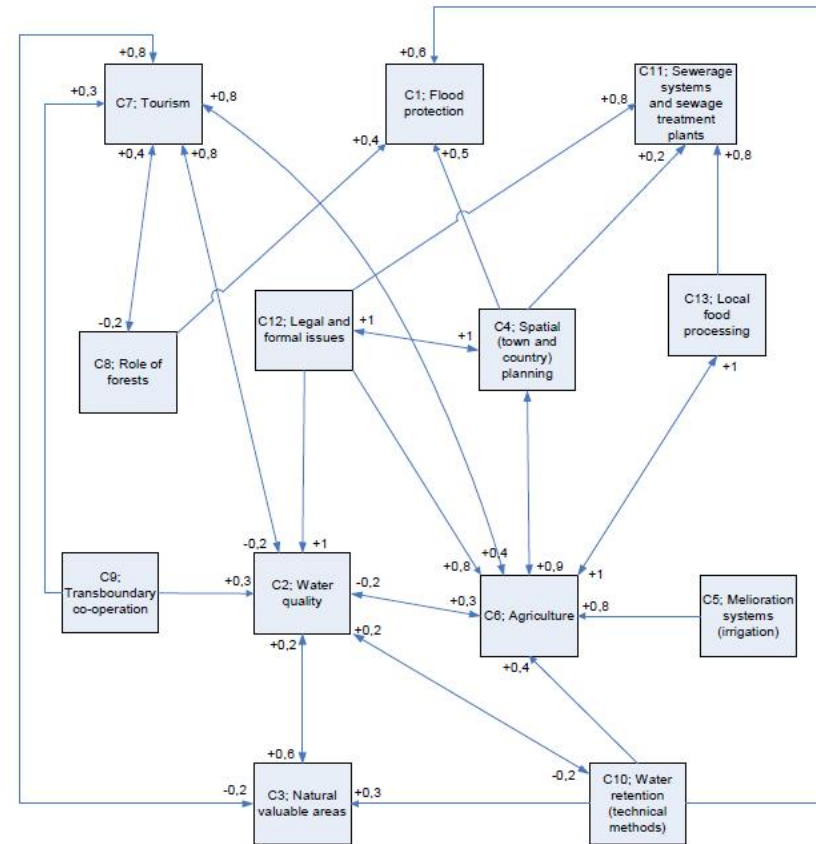 +0,6
+0,8
C7; Tourism
+0,3
+0,8
+0,4
+0,8
C1; Flood
protection
+0,4
+0,5
C11; Sewerage
systems
and sewage
treatment
plants
+0,8
+0,2
+0,8
C12; Legal and
formal issues
+1
+1
C4; Spatial
(town and
country)
planning
C13; Local
food
processing
+1
-0,2
C8; Role of
forests
C9;
Transboundary
co-operation
-0,2
+1
+0,3
C2; Water
quality
-0,2
+0,2
+0,2
+0,8
+0,4
+0,9
+1
+0,3
C6; Agriculture
+0,8
+0,4
C5; Melioration
systems
(irrigation)
+0,6
-0,2
C3; Natural
valuable areas
+0,3
-0,2
C10; Water
retention
(technical
methods)